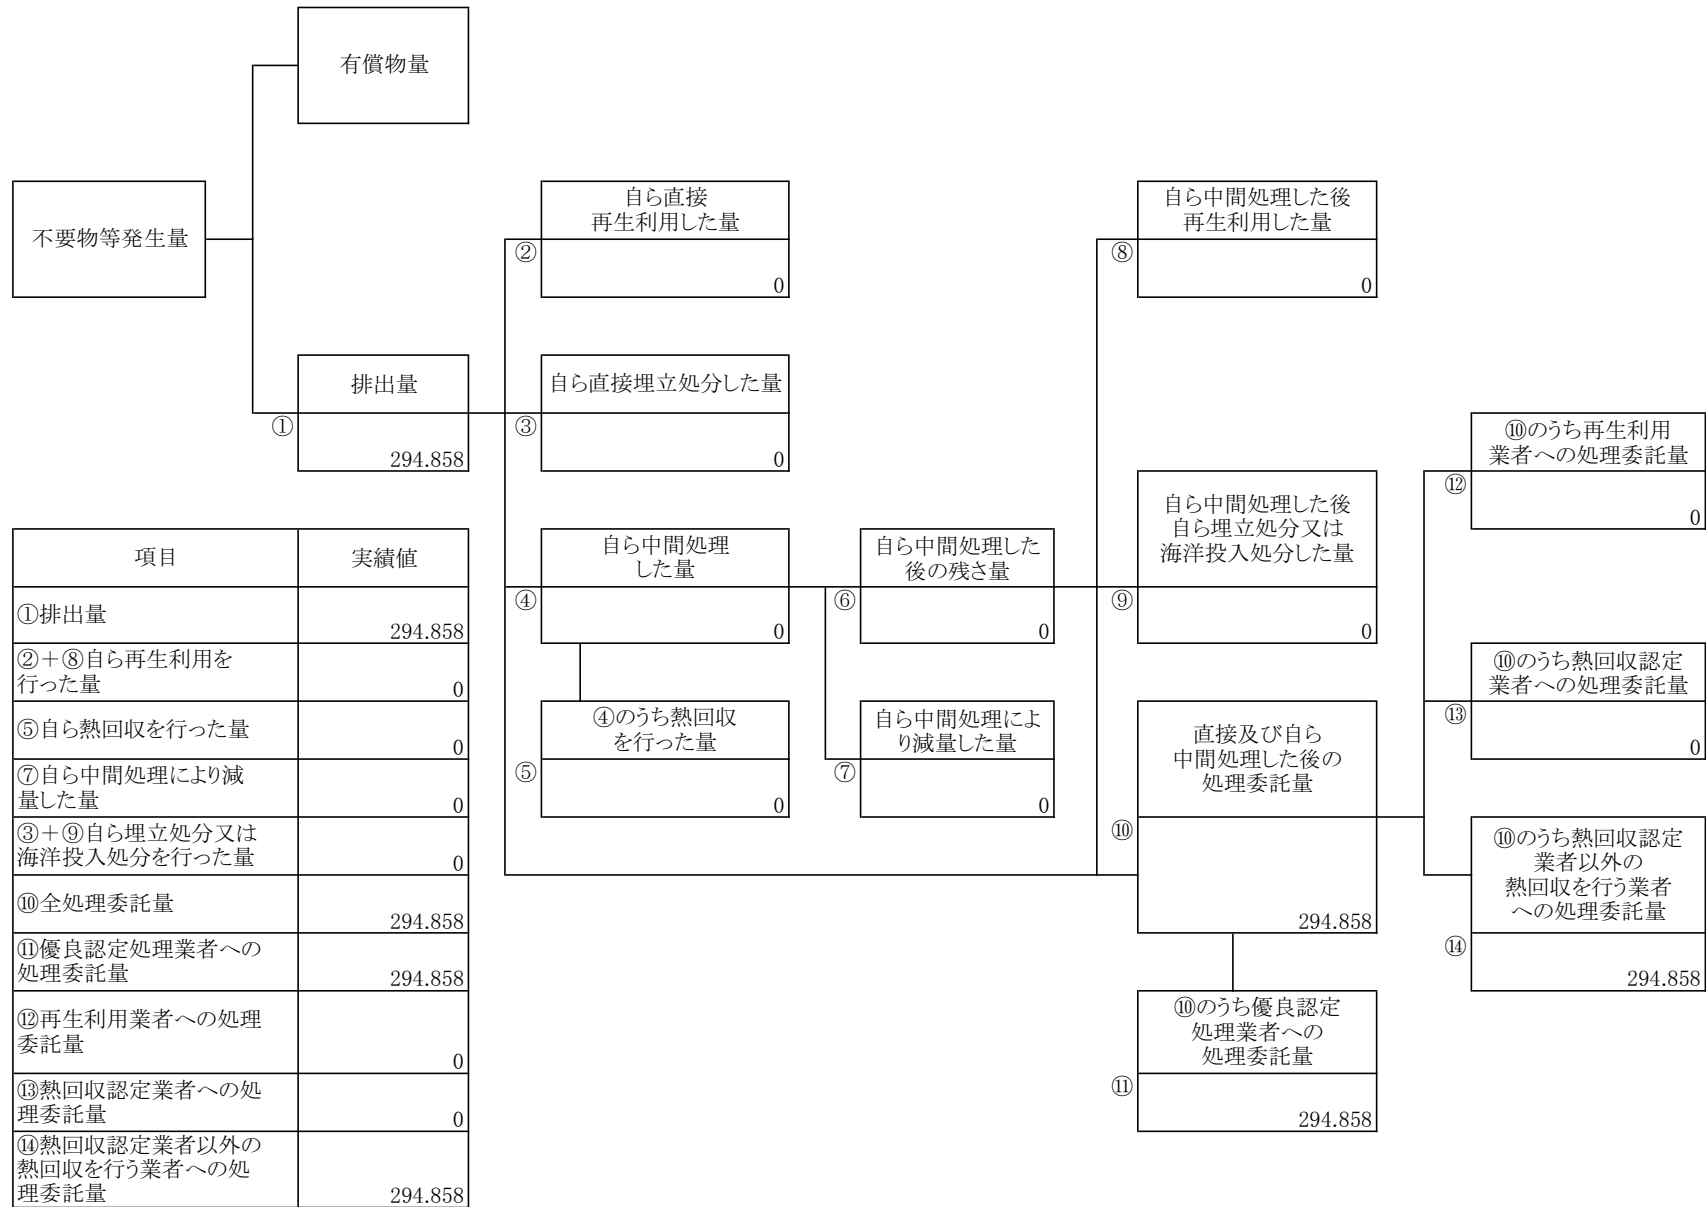 有償物量
不要物等発生量
自ら直接
再生利用した量
②
0
自ら中間処理した後
再生利用した量
⑧
0
排出量
①
294.858
自ら直接埋立処分した量
③
0
⑩のうち再生利用
業者への処理委託量
⑫
0
自ら中間処理した後
自ら埋立処分又は
海洋投入処分した量
⑨
0
自ら中間処理
した量
④
0
自ら中間処理した
後の残さ量
⑥
0
⑩のうち熱回収認定
業者への処理委託量
⑬
0
④のうち熱回収
を行った量
⑤
0
自ら中間処理によ
り減量した量
⑦
0
直接及び自ら
中間処理した後の
処理委託量
⑩
294.858
⑩のうち熱回収認定
業者以外の
熱回収を行う業者
への処理委託量
⑭
294.858
⑩のうち優良認定
処理業者への
処理委託量
⑪
294.858
項目
実績値
①排出量
294.858
②＋⑧自ら再生利用を
行った量
0
⑤自ら熱回収を行った量
0
⑦自ら中間処理により減
量した量
0
③＋⑨自ら埋立処分又は
海洋投入処分を行った量
0
⑩全処理委託量
294.858
⑪優良認定処理業者への
処理委託量
294.858
⑫再生利用業者への処理
委託量
0
⑬熱回収認定業者への処
理委託量
0
⑭熱回収認定業者以外の
熱回収を行う業者への処
理委託量
294.858